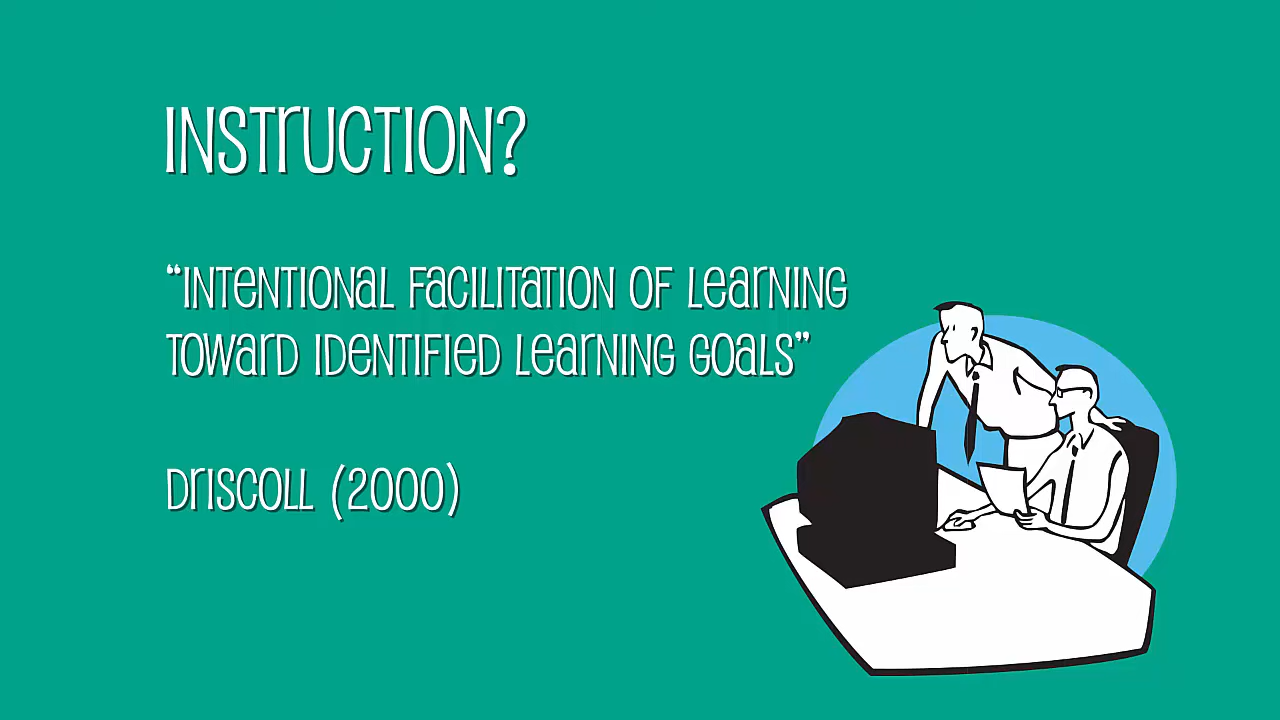 INSTrUCTION?
“INTeNTIONaL FaCILITaTION OF LearNING
TOWarD IDeNTIFIeD LearNING GOaLS”
DrISCOLL (2000)